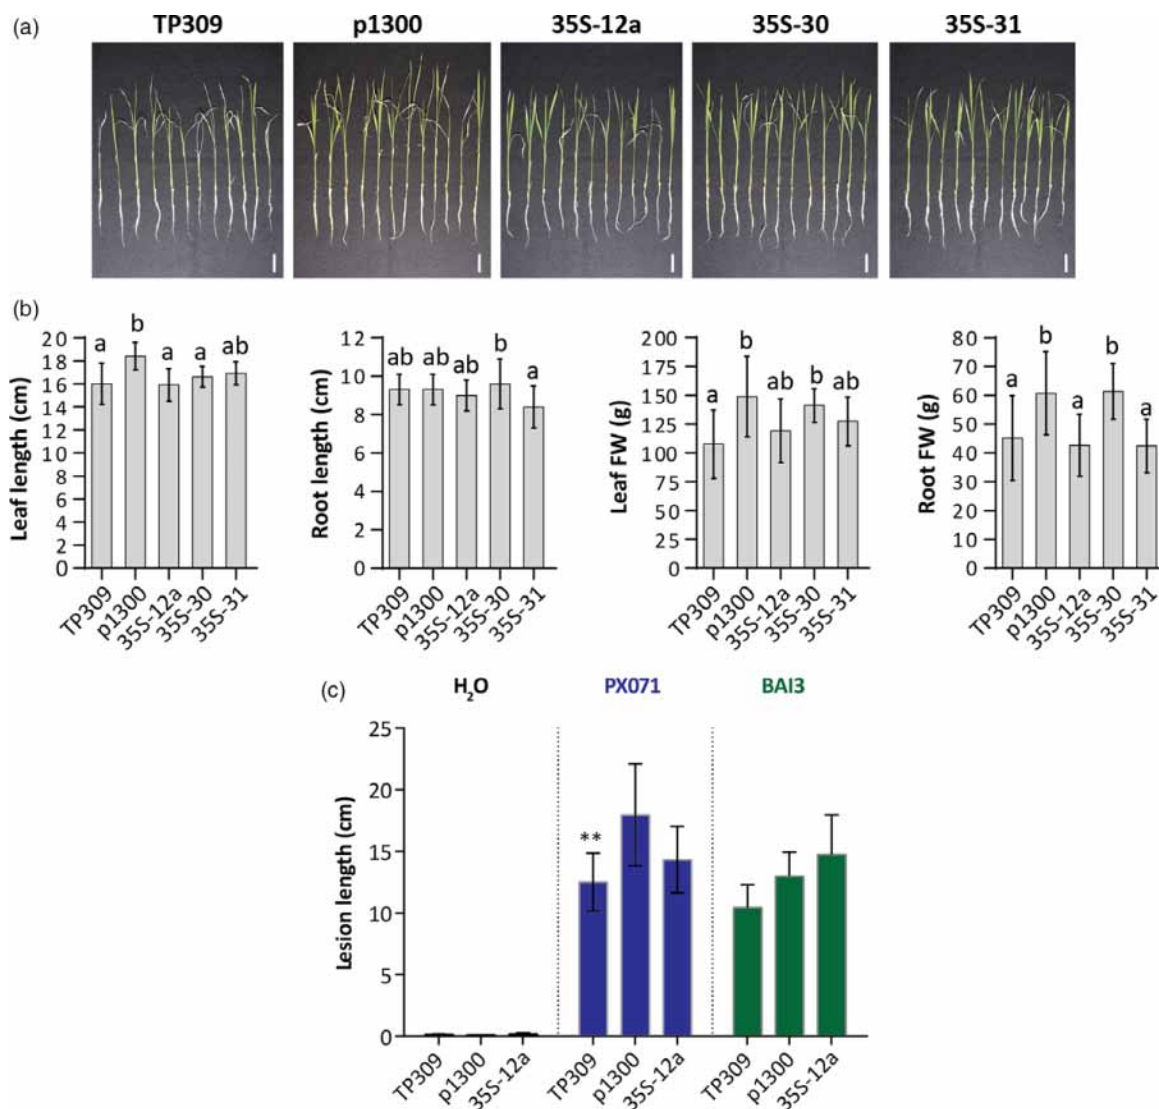 (a)
TP309 p1300 35S-12a 35S-30 35S-31
(b)
Leaf length (cm)
20
18
16
14
12
10
8
6
4
2
0
a b a a ab
TP309 p1300 35S-12a 35S-30 35S-31
Root length (cm)
12
10
8
6
4
2
0
ab ab ab b a
TP309 p1300 35S-12a 35S-30 35S-31
Leaf FW (g)
200
175
150
125
100
75
50
25
0
a b ab b ab
TP309 p1300 35S-12a 35S-30 35S-31
Root FW (g)
80
70
60
50
40
30
20
10
0
a b a b a
TP309 p1300 35S-12a 35S-30 35S-31
(c)
H₂O PX071 BAI3
Lesion length (cm)
25
20
15
10
5
0
**
TP309 p1300 35S-12a TP309 p1300 35S-12a TP309 p1300 35S-12a